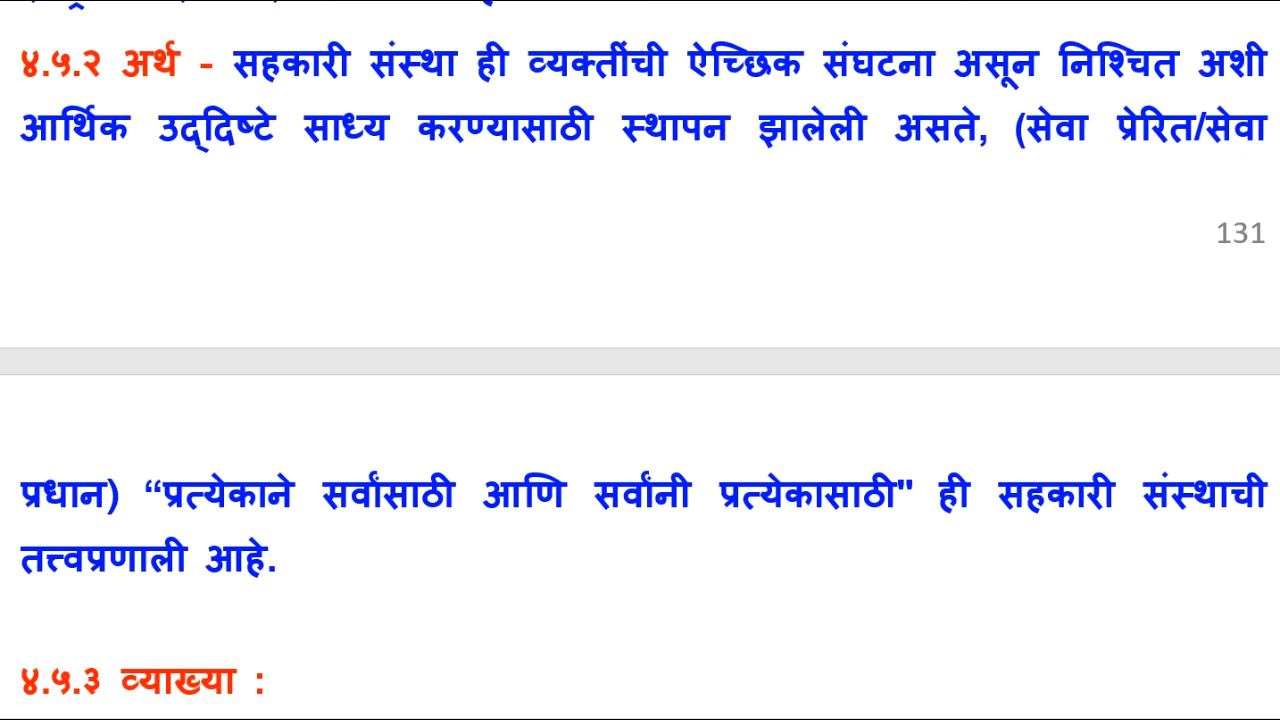 ४.५.२ अर्थ - सहकारी संस्था ही व्यक्तींची ऐच्छिक संघटना असून निश्चित अशी
आर्थिक उद्दिष्टे साध्य करण्यासाठी स्थापन झालेली असते, (सेवा प्रेरित/सेवा
131
प्रधान) “प्रत्येकाने सर्वांसाठी आणि सर्वांनी प्रत्येकासाठी" ही सहकारी संस्थाची
तत्त्वप्रणाली आहे.
४.५.३ व्याख्या :